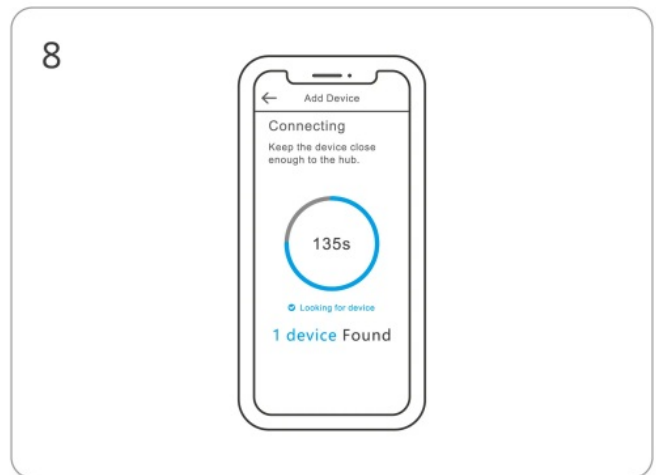 8
Add Device
Connecting
Keep the device close
enough to the hub.
135s
Looking for device
1 device Found